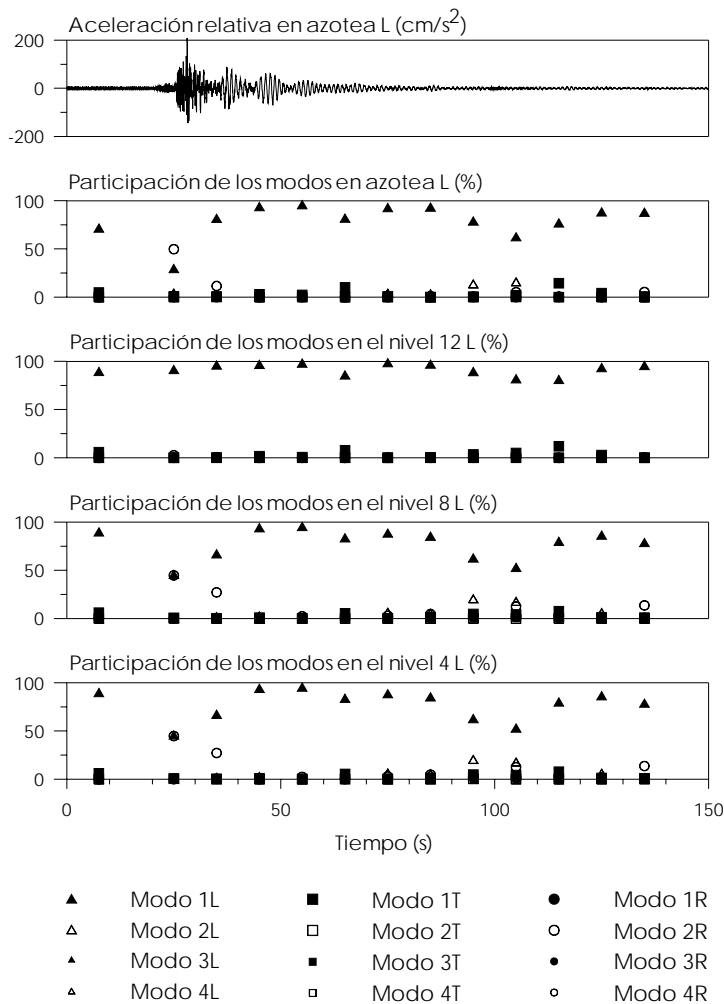 Aceleración relativa en azotea L (cm/s²)
200
0
-200
Participación de los modos en azotea L (%)
100
50
0
Participación de los modos en el nivel 12 L (%)
100
50
0
Participación de los modos en el nivel 8 L (%)
100
50
0
Participación de los modos en el nivel 4 L (%)
100
50
0
0 50 100 150
Tiempo (s)
Modo 1L Modo 1T Modo 1R
Modo 2L Modo 2T Modo 2R
Modo 3L Modo 3T Modo 3R
Modo 4L Modo 4T Modo 4R